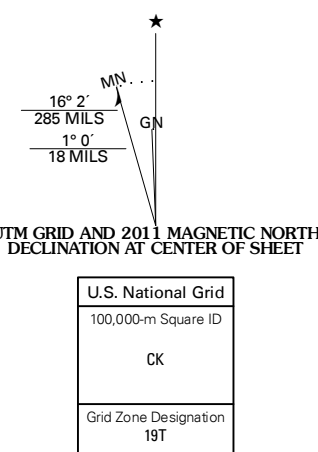 MN
16° 2´
285 MILS
GN
1° 0´
18 MILS
UTM GRID AND 2011 MAGNETIC NORTH
DECLINATION AT CENTER OF SHEET
U.S. National Grid
100,000-m Square ID
CK
Grid Zone Designation
19T